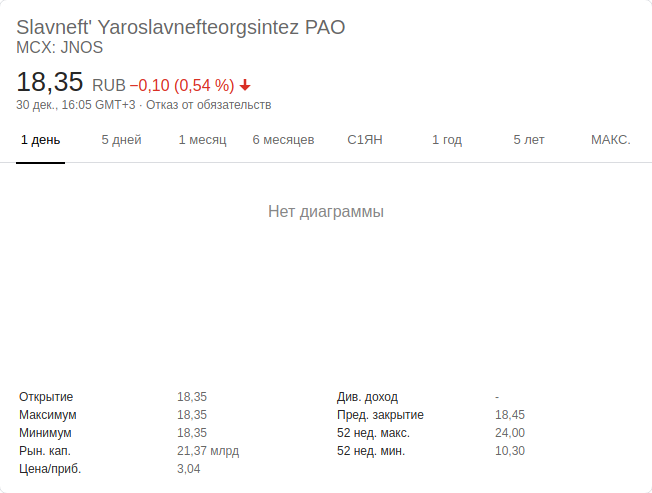 Slavneft' Yaroslavnefteorgsintez PAO
MCX: JNOS
18,35 RUB −0,10 (0,54 %)
30 дек., 16:05 GMT+3 · Отказ от обязательств
1 день 5 дней 1 месяц 6 месяцев С1ЯН 1 год 5 лет МАКС.
Нет диаграммы
Открытие 18,35 Див. доход -
Максимум 18,35 Пред. закрытие 18,45
Минимум 18,35 52 нед. макс. 24,00
Рын. кап. 21,37 млрд 52 нед. мин. 10,30
Цена/приб. 3,04